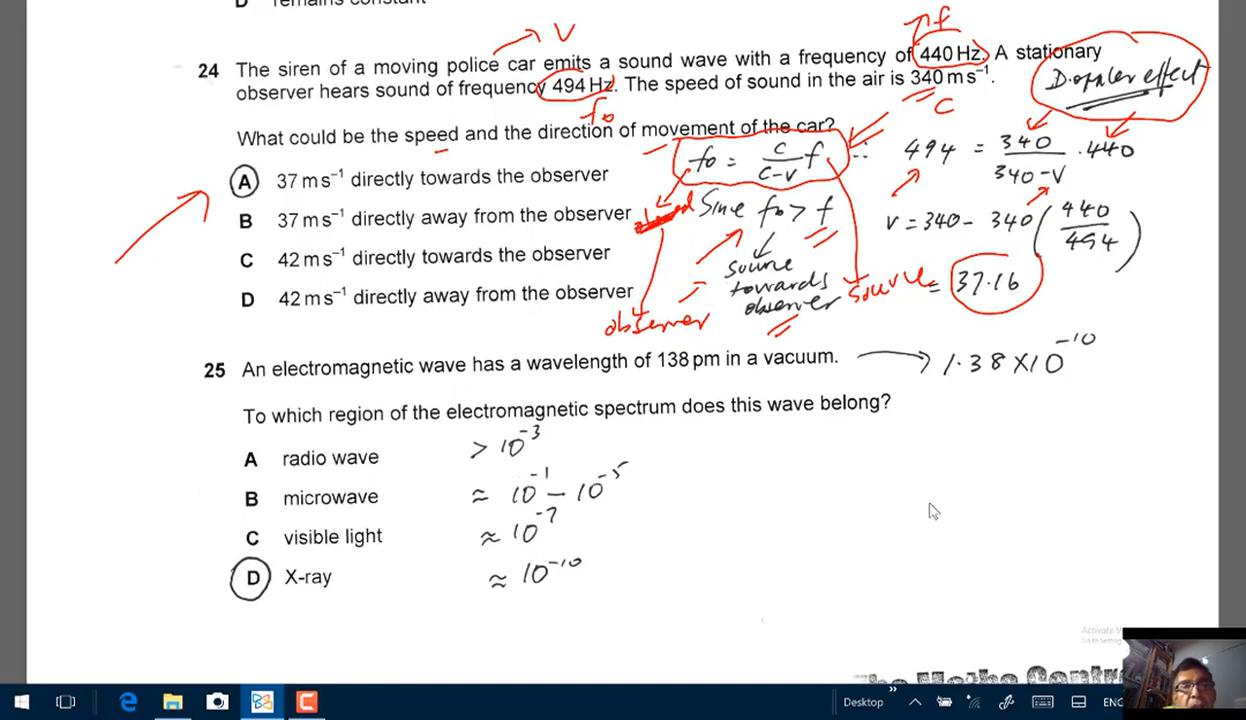 D remains constant
24 The siren of a moving police car emits a sound wave with a frequency of 440 Hz. A stationary
observer hears sound of frequency 494 Hz. The speed of sound in the air is 340 m s⁻¹.
V
f
fo
C
Doppler effect
What could be the speed and the direction of movement of the car?
A 37 m s⁻¹ directly towards the observer
B 37 m s⁻¹ directly away from the observer
C 42 m s⁻¹ directly towards the observer
D 42 m s⁻¹ directly away from the observer
fo = c/(c-v) f
Since fo > f
source
towards
observer
observer
source
∴ 494 = 340/(340-V) . 440
V = 340 - 340 (440/494)
= 37.16
25 An electromagnetic wave has a wavelength of 138 pm in a vacuum. → 1.38 × 10⁻¹⁰
To which region of the electromagnetic spectrum does this wave belong?
A radio wave > 10⁻³
B microwave ≈ 10⁻¹ – 10⁻⁵
C visible light ≈ 10⁻⁷
D X-ray ≈ 10⁻¹⁰
Activate
Go to
Desktop
ENG